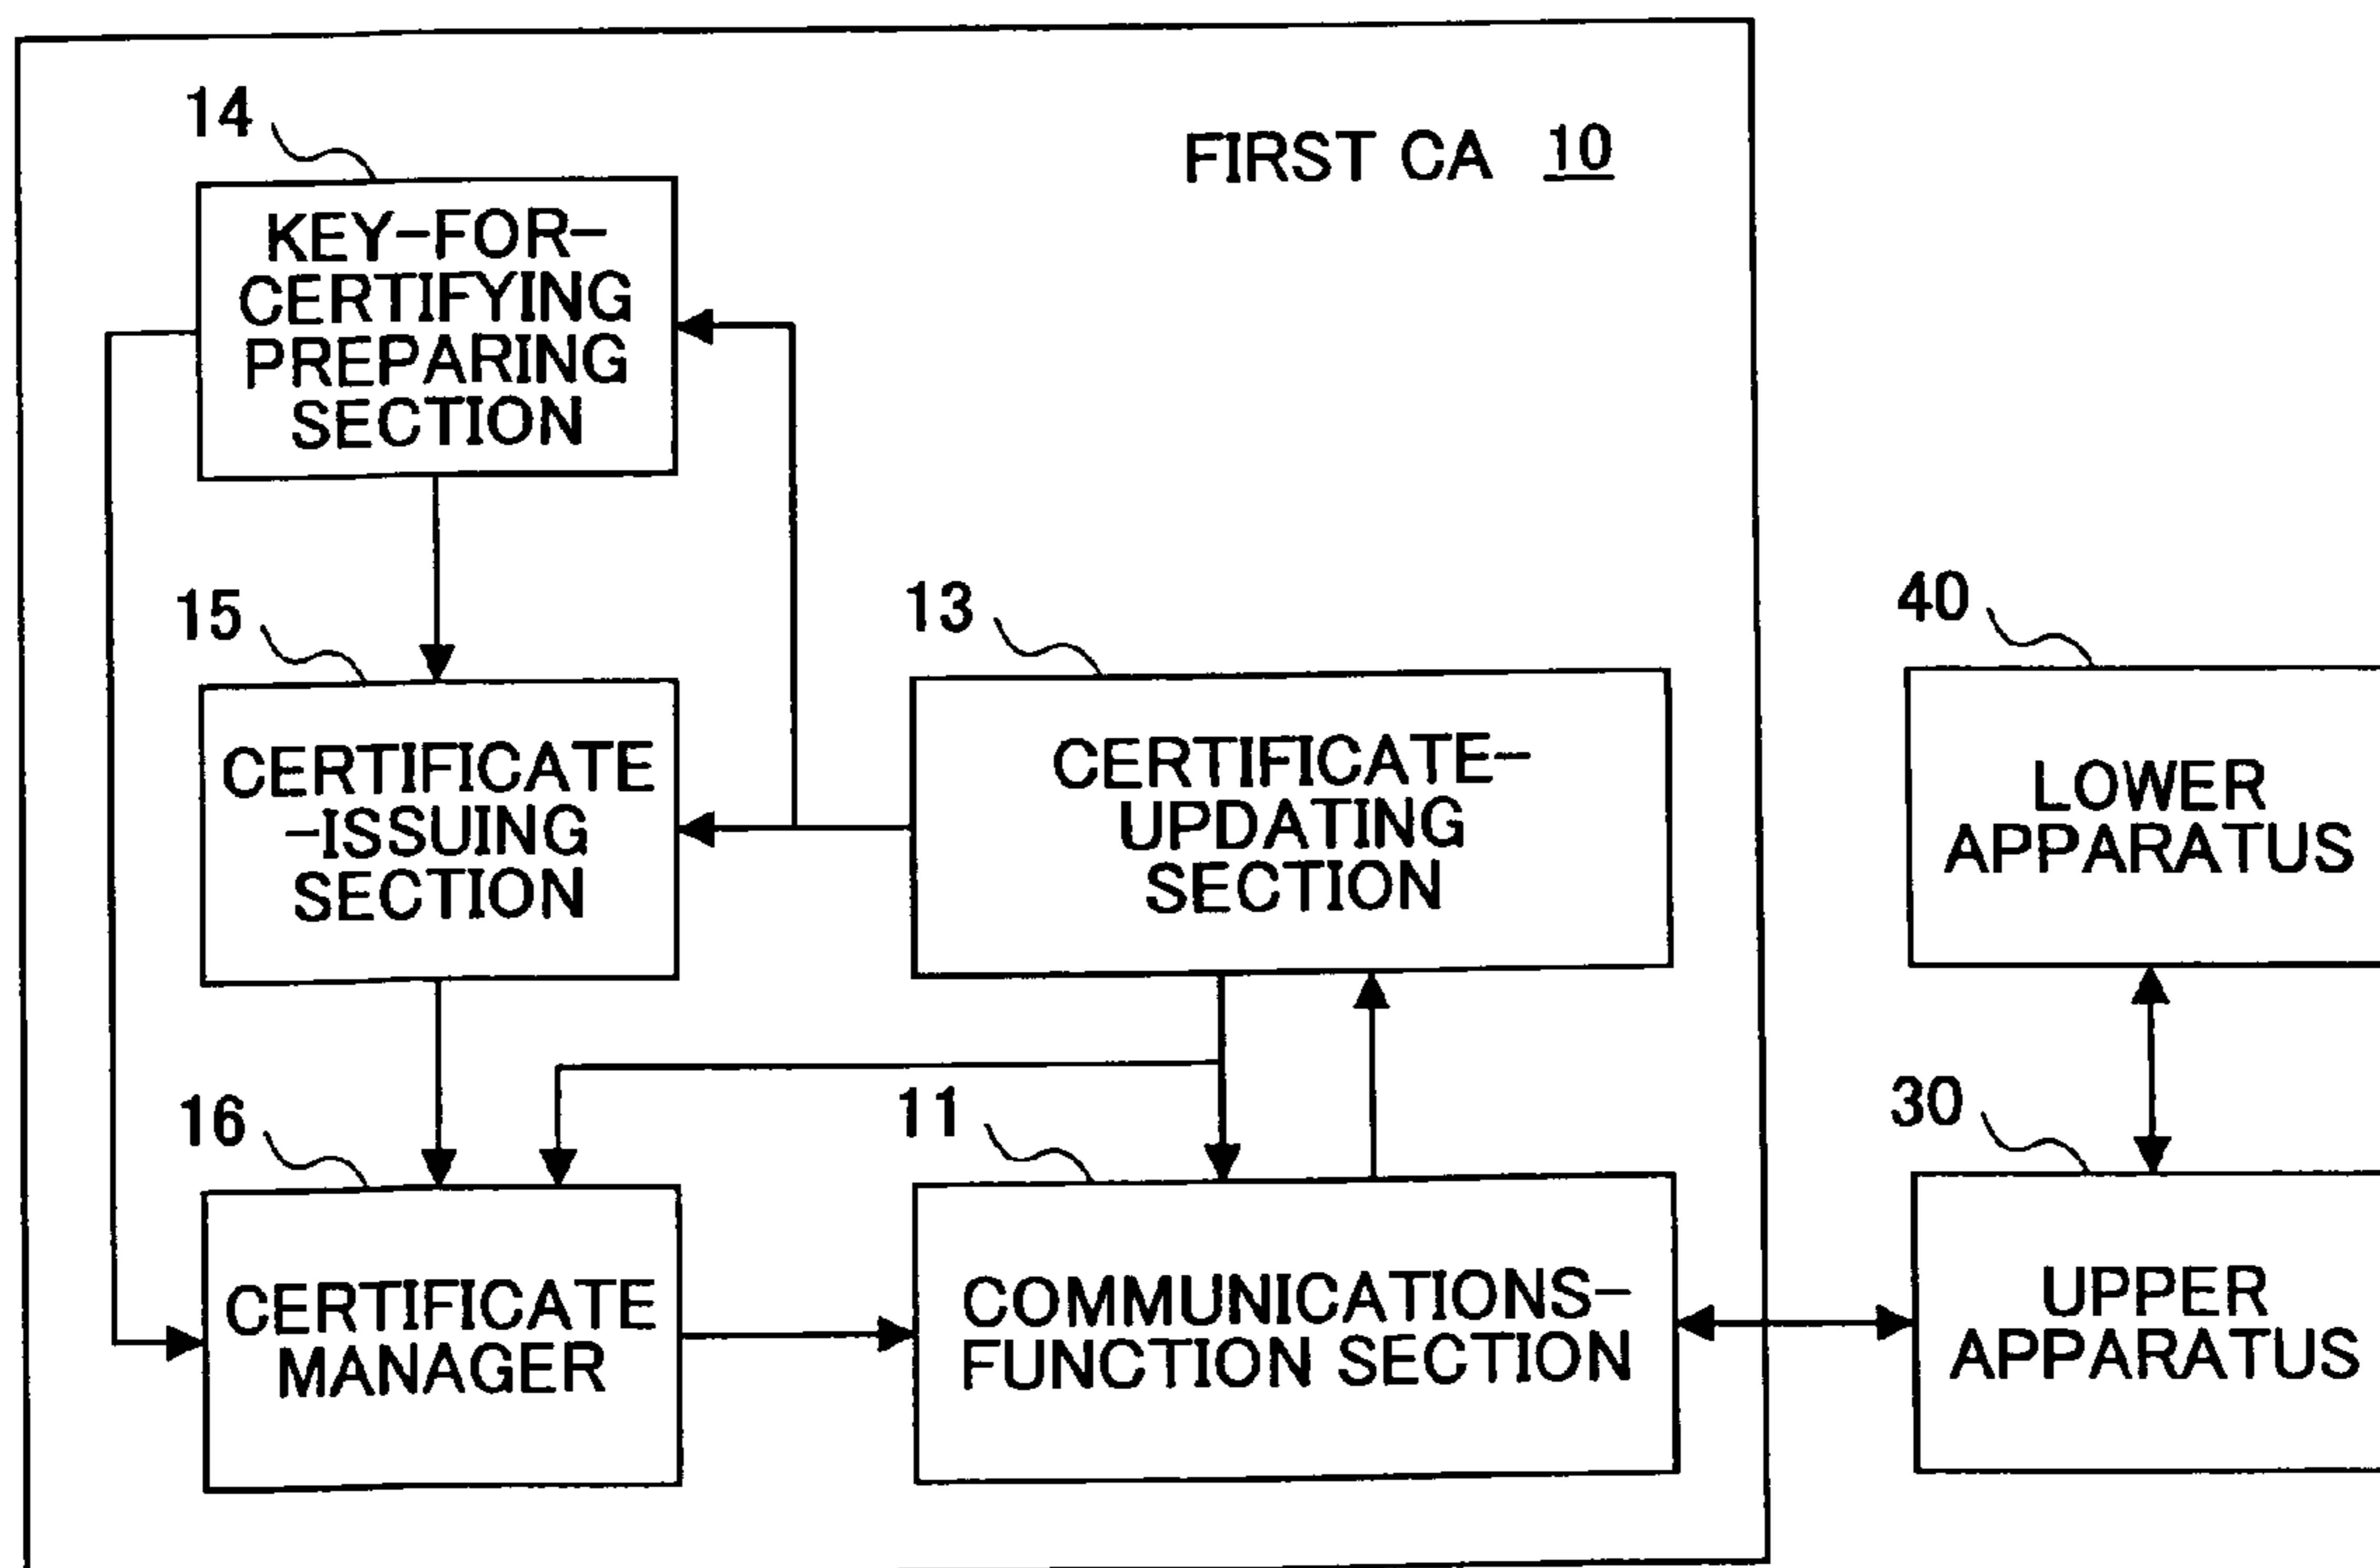 FIRST CA 10
14
KEY-FOR-
CERTIFYING
PREPARING
SECTION
15
CERTIFICATE
-ISSUING
SECTION
13
CERTIFICATE-
UPDATING
SECTION
40
LOWER
APPARATUS
16
CERTIFICATE
MANAGER
11
COMMUNICATIONS-
FUNCTION SECTION
30
UPPER
APPARATUS